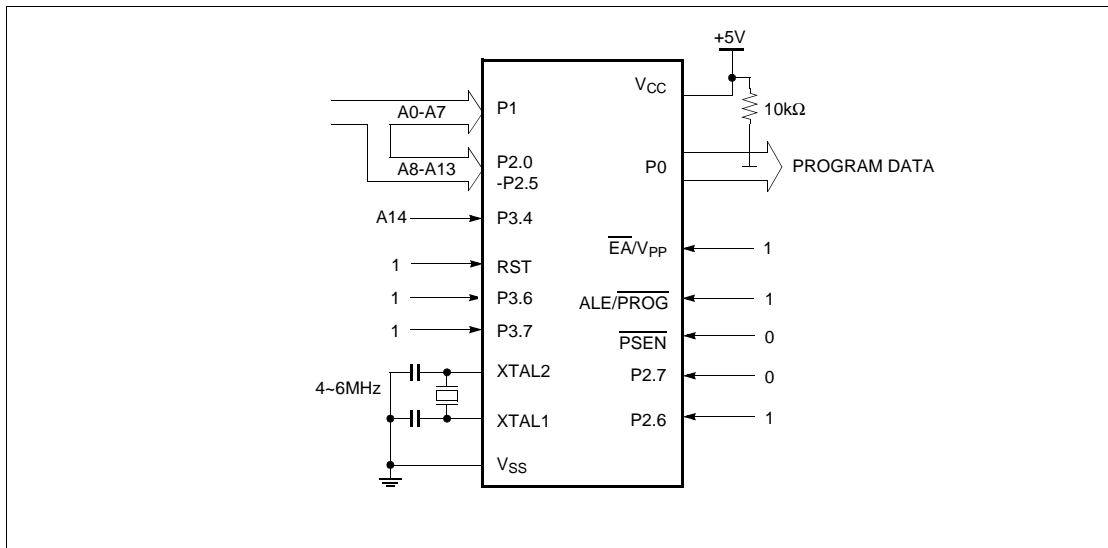 +5V
VCC
10kΩ
A0-A7
P1
A8-A13
P2.0
-P2.5
P0
PROGRAM DATA
A14
P3.4
EA/VPP
1
1
RST
1
P3.6
ALE/PROG
1
1
P3.7
PSEN
0
4~6MHz
XTAL2
P2.7
0
XTAL1
P2.6
1
VSS